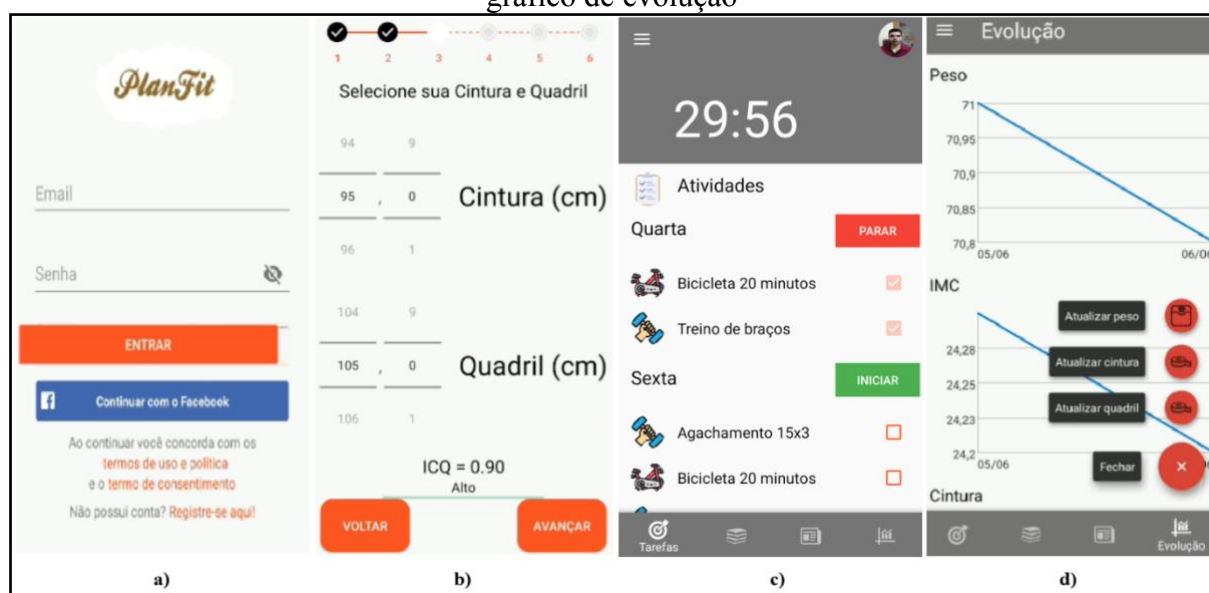 gráfico de evolução
PlanFit
Email
Senha
ENTRAR
Continuar com o Facebook
Ao continuar você concorda com os
termos de uso e política
e o termo de consentimento
Não possui conta? Registre-se aqui!
a)
1 2 3 4 5 6
Selecione sua Cintura e Quadril
94 9
95 , 0 Cintura (cm)
96 1
104 9
105 , 0 Quadril (cm)
106 1
ICQ = 0.90
Alto
VOLTAR AVANÇAR
b)
29:56
Atividades
Quarta PARAR
Bicicleta 20 minutos
Treino de braços
Sexta INICIAR
Agachamento 15x3
Bicicleta 20 minutos
Tarefas
c)
Evolução
Peso
71
70,95
70,9
70,85
70,8
05/06 06/0
IMC
Atualizar peso
24,28
Atualizar cintura
24,25
Atualizar quadril
24,23
24,2
05/06
Fechar
Cintura
Evolução
d)